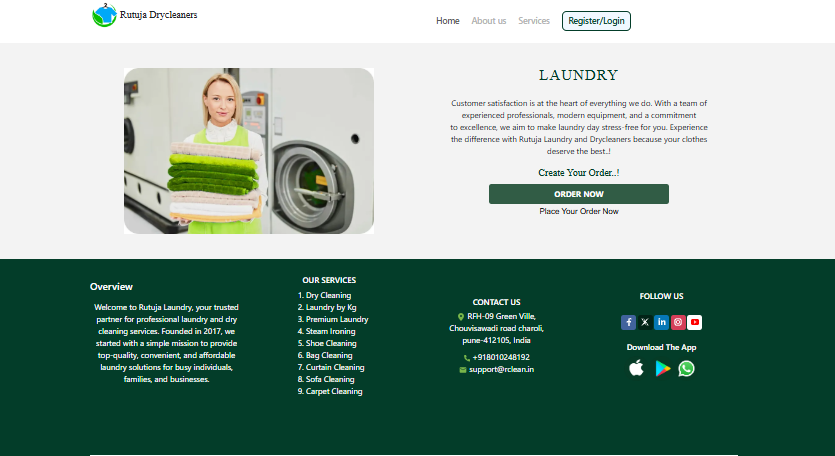 Rutuja Drycleaners
Home About us Services Register/Login
LAUNDRY
Customer satisfaction is at the heart of everything we do. With a team of
experienced professionals, modern equipment, and a commitment
to excellence, we aim to make laundry day stress-free for you. Experience
the difference with Rutuja Laundry and Drycleaners because your clothes
deserve the best..!
Create Your Order..!
ORDER NOW
Place Your Order Now
Overview
Welcome to Rutuja Laundry, your trusted
partner for professional laundry and dry
cleaning services. Founded in 2017, we
started with a simple mission to provide
top-quality, convenient, and affordable
laundry solutions for busy individuals,
families, and businesses.
OUR SERVICES
1. Dry Cleaning
2. Laundry by Kg
3. Premium Laundry
4. Steam Ironing
5. Shoe Cleaning
6. Bag Cleaning
7. Curtain Cleaning
8. Sofa Cleaning
9. Carpet Cleaning
CONTACT US
RFH-09 Green Ville,
Chouvisawadi road charoli,
pune-412105, India
+918010248192
support@rclean.in
FOLLOW US
Download The App